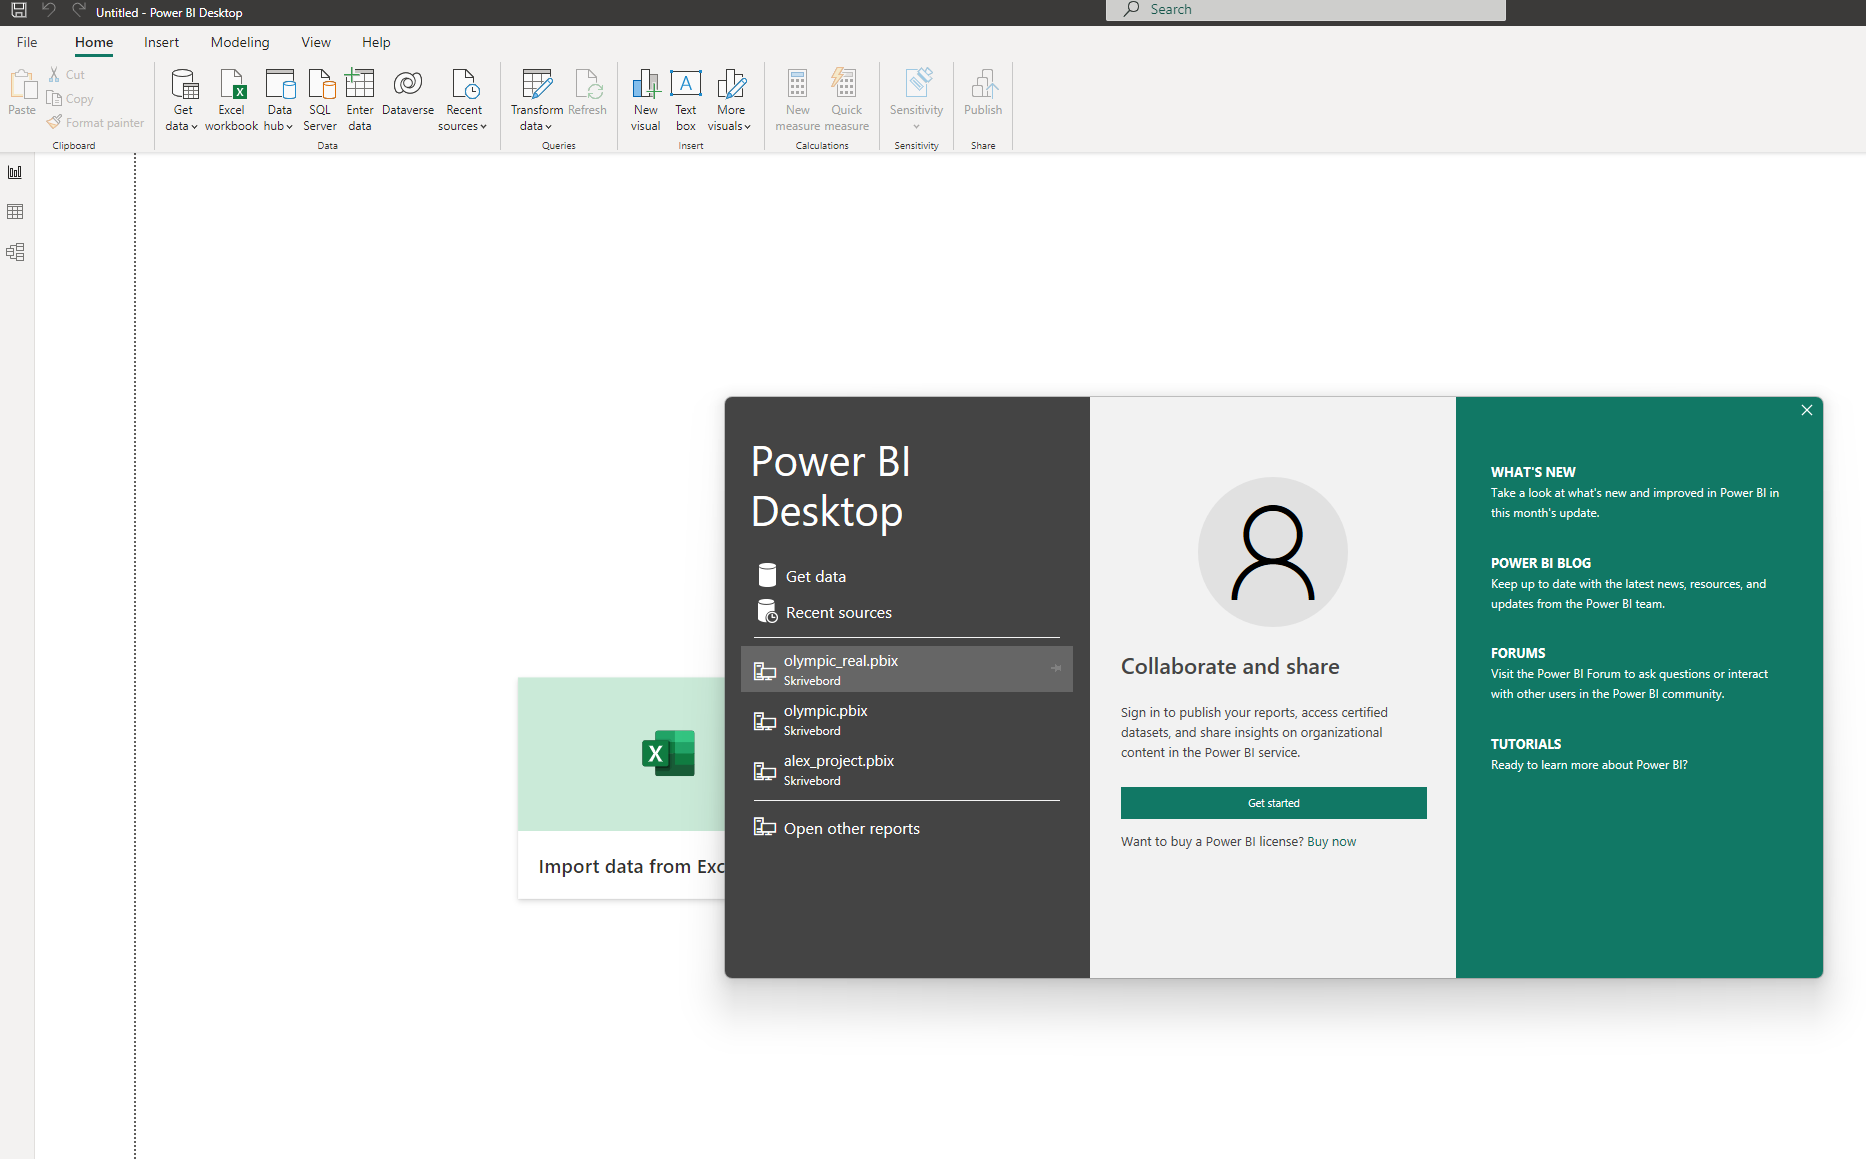 Untitled - Power BI Desktop
Search
File Home Insert Modeling View Help
Paste
Cut
Copy
Format painter
Clipboard
Get data
Excel workbook
Data hub
SQL Server
Enter data
Dataverse
Recent sources
Data
Transform data
Refresh
Queries
New visual
Text box
More visuals
Insert
New measure
Quick measure
Calculations
Sensitivity
Sensitivity
Publish
Share
Import data from Exc
Power BI
Desktop
Get data
Recent sources
olympic_real.pbix
Skrivebord
olympic.pbix
Skrivebord
alex_project.pbix
Skrivebord
Open other reports
Collaborate and share
Sign in to publish your reports, access certified
datasets, and share insights on organizational
content in the Power BI service.
Get started
Want to buy a Power BI license? Buy now
WHAT'S NEW
Take a look at what's new and improved in Power BI in
this month's update.
POWER BI BLOG
Keep up to date with the latest news, resources, and
updates from the Power BI team.
FORUMS
Visit the Power BI Forum to ask questions or interact
with other users in the Power BI community.
TUTORIALS
Ready to learn more about Power BI?